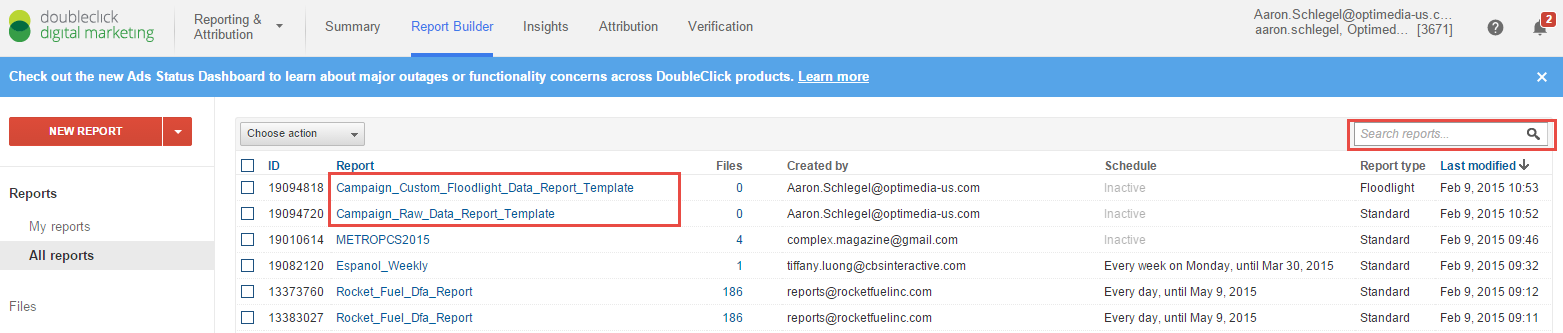 doubleclick
digital marketing
Reporting &
Attribution
Summary
Report Builder
Insights
Attribution
Verification
Aaron.Schlegel@optimedia-us.c...
aaron.schlegel, Optimed... [3671]
?
2
Check out the new Ads Status Dashboard to learn about major outages or functionality concerns across DoubleClick products. Learn more
NEW REPORT
Reports
My reports
All reports
Files
Choose action
Search reports...
ID Report Files Created by Schedule Report type Last modified
19094818 Campaign_Custom_Floodlight_Data_Report_Template 0 Aaron.Schlegel@optimedia-us.com Inactive Floodlight Feb 9, 2015 10:53
19094720 Campaign_Raw_Data_Report_Template 0 Aaron.Schlegel@optimedia-us.com Inactive Standard Feb 9, 2015 10:52
19010614 METROPCS2015 4 complex.magazine@gmail.com Inactive Standard Feb 9, 2015 09:46
19082120 Espanol_Weekly 1 tiffany.luong@cbsinteractive.com Every week on Monday, until Mar 30, 2015 Standard Feb 9, 2015 09:32
13373760 Rocket_Fuel_Dfa_Report 186 reports@rocketfuelinc.com Every day, until May 9, 2015 Standard Feb 9, 2015 09:12
13383027 Rocket_Fuel_Dfa_Report 186 reports@rocketfuelinc.com Every day, until May 9, 2015 Standard Feb 9, 2015 09:11